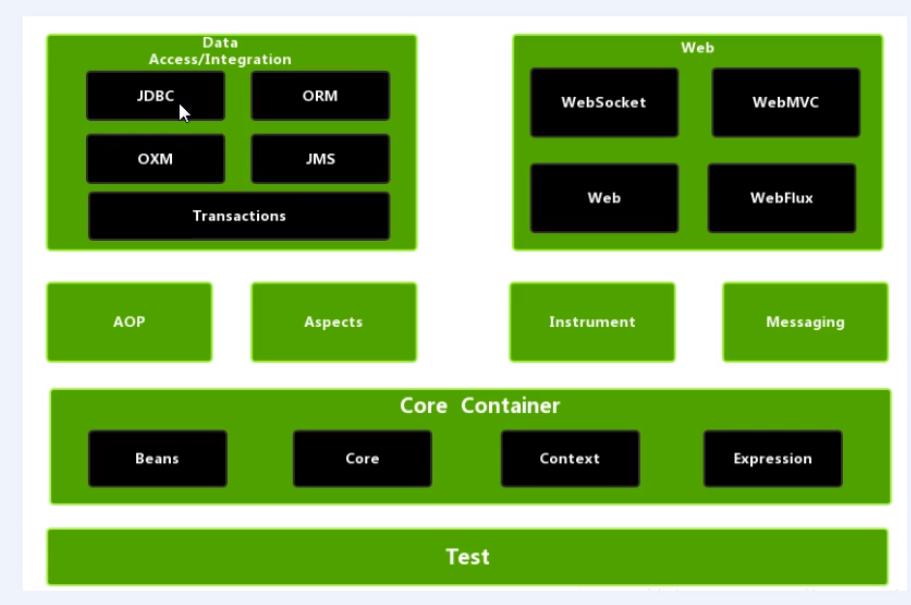 Data
Access/Integration
JDBC
ORM
OXM
JMS
Transactions
Web
WebSocket
WebMVC
Web
WebFlux
AOP
Aspects
Instrument
Messaging
Core Container
Beans
Core
Context
Expression
Test